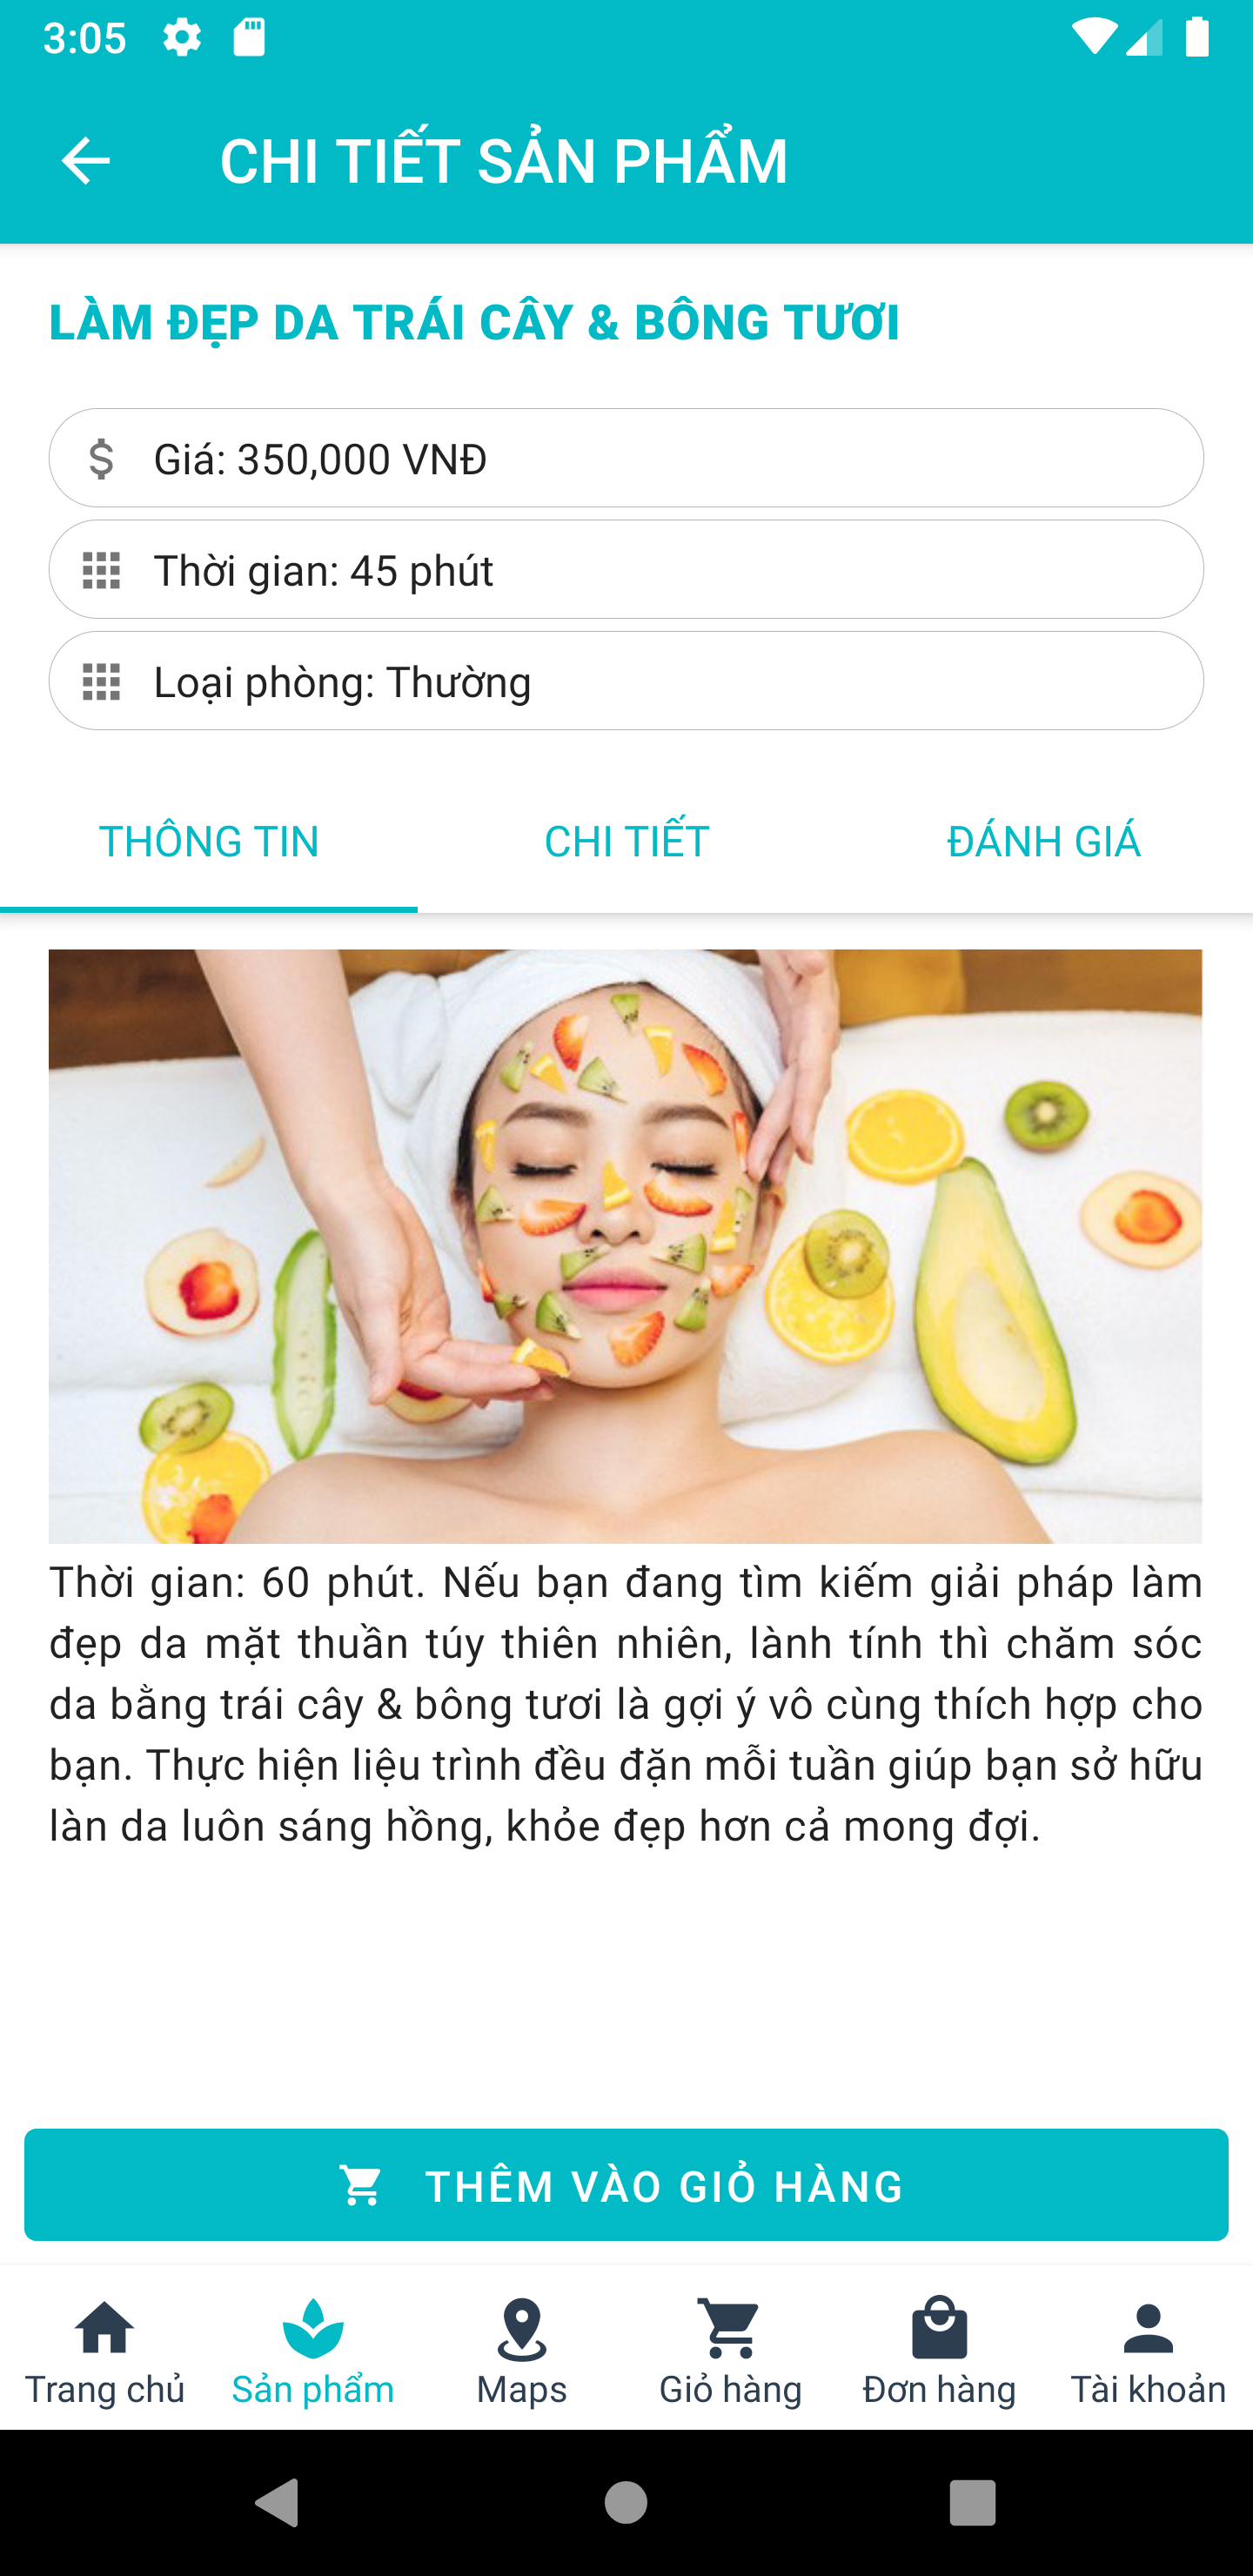 3:05
CHI TIẾT SẢN PHẨM
LÀM ĐẸP DA TRÁI CÂY & BÔNG TƯƠI
Giá: 350,000 VNĐ
Thời gian: 45 phút
Loại phòng: Thường
THÔNG TIN
CHI TIẾT
ĐÁNH GIÁ
Thời gian: 60 phút. Nếu bạn đang tìm kiếm giải pháp làm
đẹp da mặt thuần túy thiên nhiên, lành tính thì chăm sóc
da bằng trái cây & bông tươi là gợi ý vô cùng thích hợp cho
bạn. Thực hiện liệu trình đều đặn mỗi tuần giúp bạn sở hữu
làn da luôn sáng hồng, khỏe đẹp hơn cả mong đợi.
THÊM VÀO GIỎ HÀNG
Trang chủ
Sản phẩm
Maps
Giỏ hàng
Đơn hàng
Tài khoản